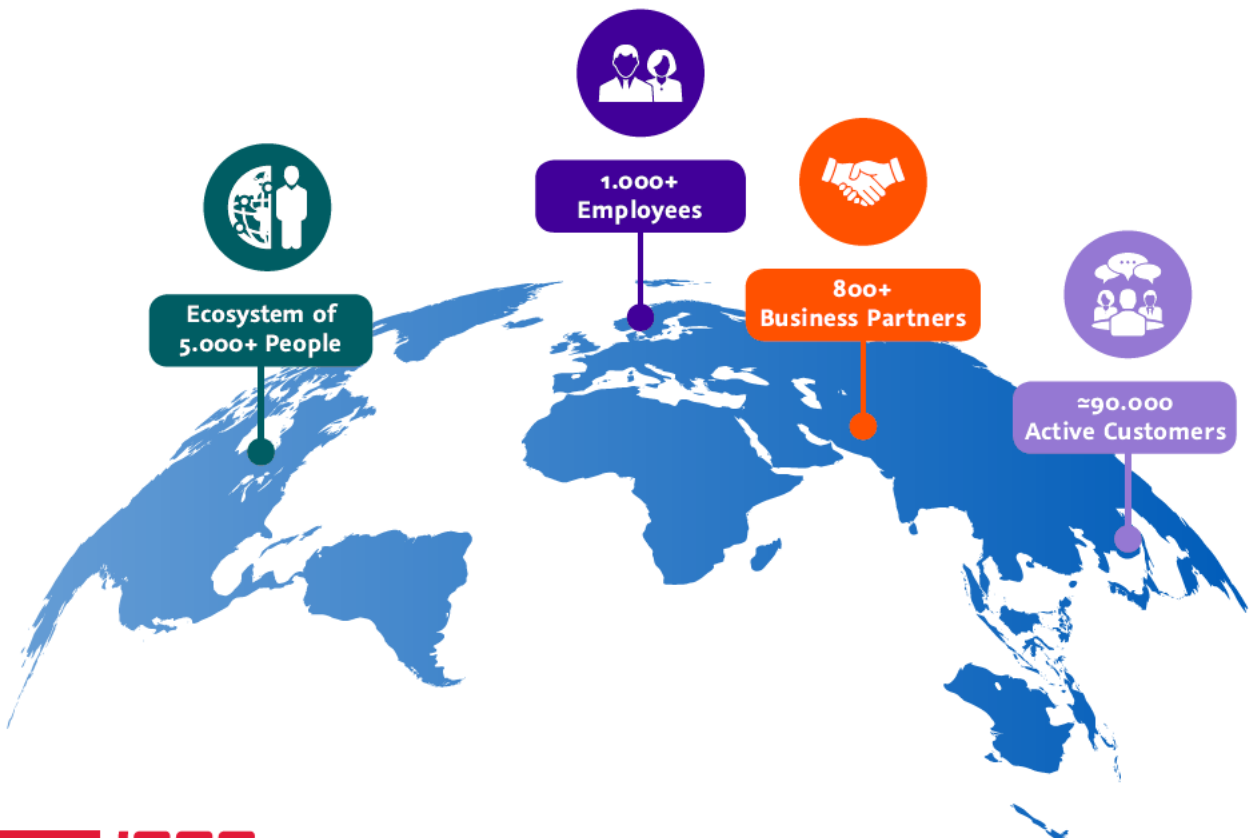 1.000+
Employees
800+
Business Partners
Ecosystem of
5.000+ People
≃90.000
Active Customers